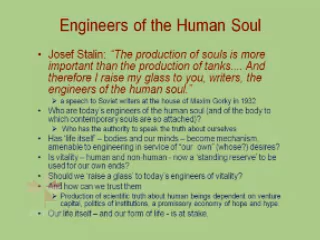 Engineers of the Human Soul
• Josef Stalin: "The production of souls is more
important than the production of tanks.... And
therefore I raise my glass to you, writers, the
engineers of the human soul."
➢ a speech to Soviet writers at the house of Maxim Gorky in 1932
• Who are today's engineers of the human soul (and of the body to
which contemporary souls are so attached)?
➢ Who has the authority to speak the truth about ourselves
• Has 'life itself' – bodies and our minds – become mechanism,
amenable to engineering in service of "our own" (whose?) desires?
• Is vitality – human and non-human - now a 'standing reserve' to be
used for our own ends?
• Should we 'raise a glass' to today's engineers of vitality?
• And how can we trust them
➢ Production of scientific truth about human beings dependent on venture
capital, politics of institutions, a promissory economy of hope and hype.
• Our life itself – and our form of life - is at stake.